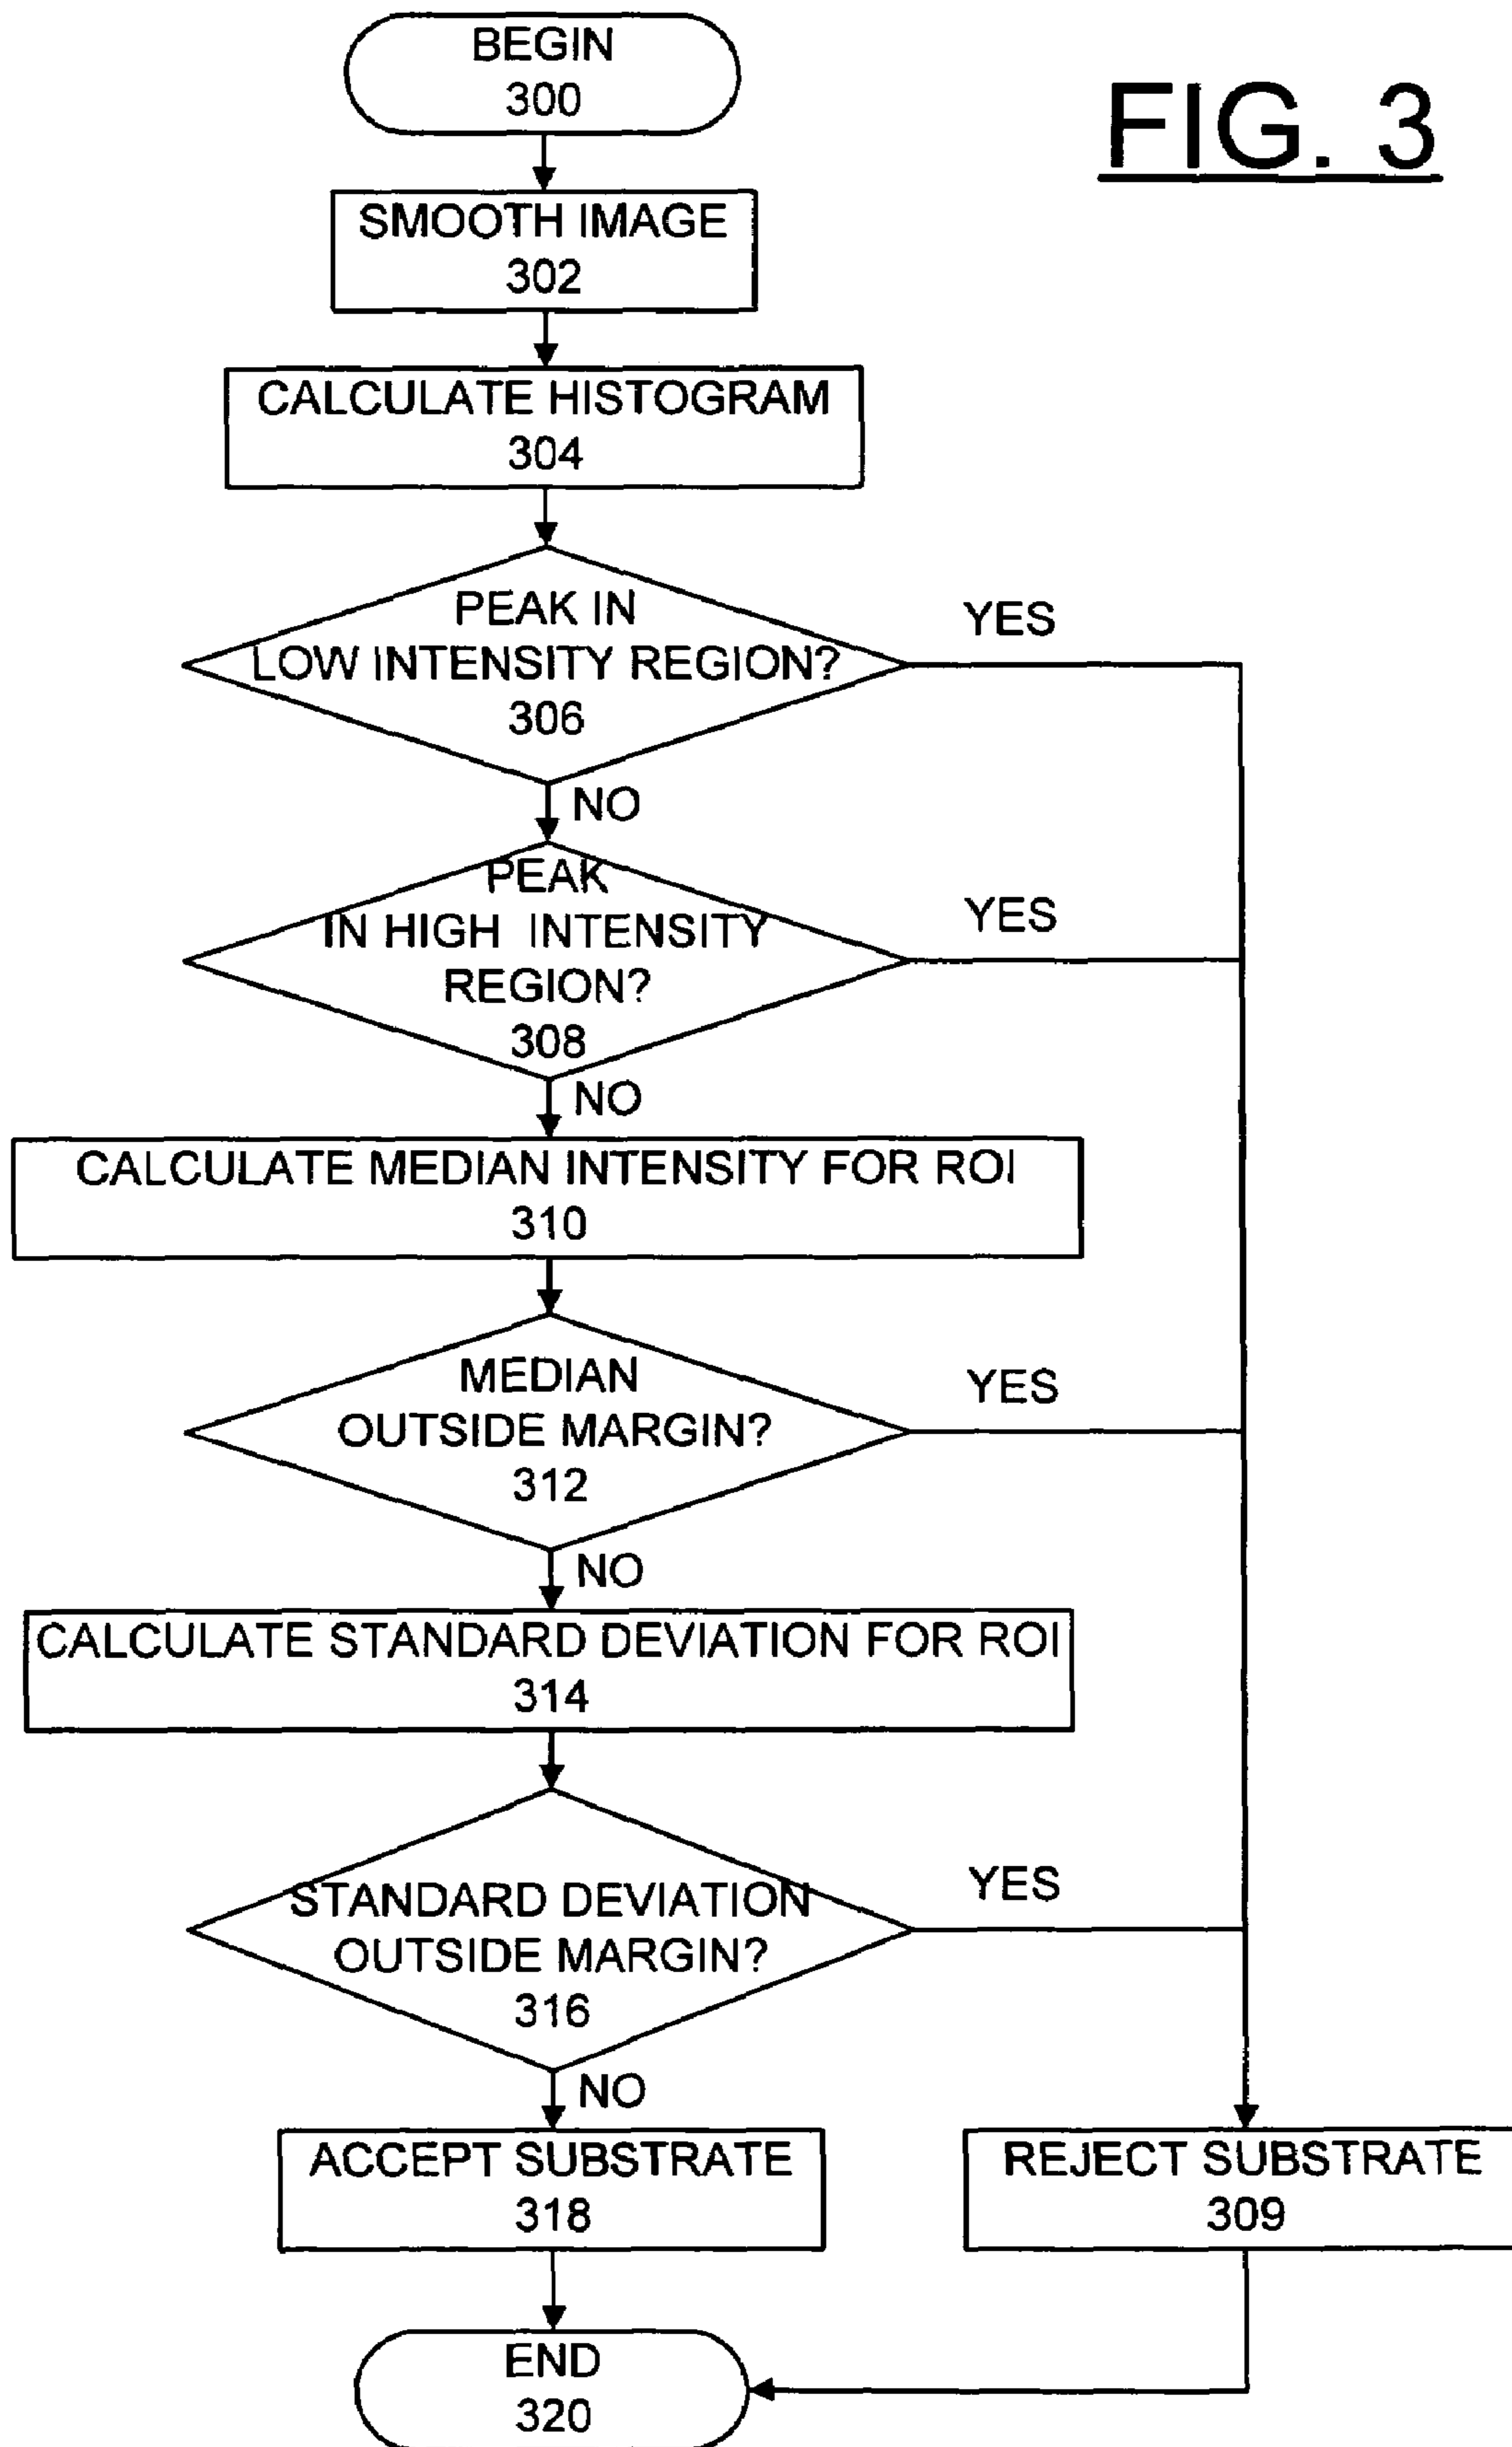 FIG. 3
BEGIN
300
SMOOTH IMAGE
302
CALCULATE HISTOGRAM
304
PEAK IN
LOW INTENSITY REGION?
306
YES
NO
PEAK
IN HIGH INTENSITY
REGION?
308
YES
NO
CALCULATE MEDIAN INTENSITY FOR ROI
310
MEDIAN
OUTSIDE MARGIN?
312
YES
NO
CALCULATE STANDARD DEVIATION FOR ROI
314
STANDARD DEVIATION
OUTSIDE MARGIN?
316
YES
NO
ACCEPT SUBSTRATE
318
REJECT SUBSTRATE
309
END
320